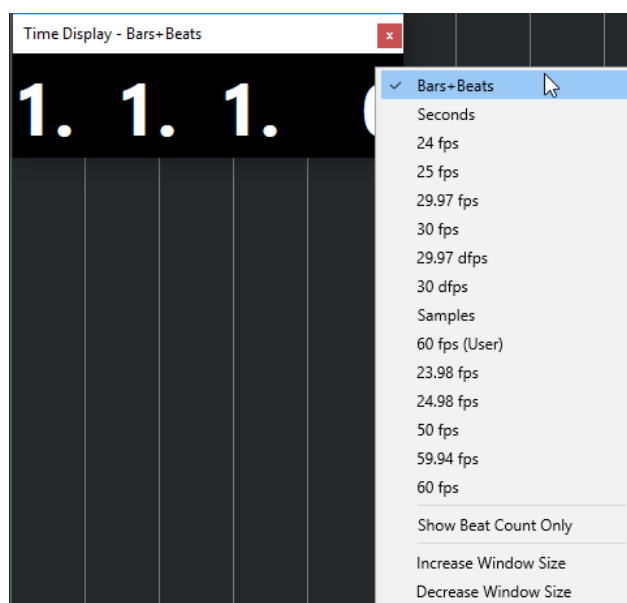 Time Display - Bars+Beats
x
1. 1. 1.
Bars+Beats
Seconds
24 fps
25 fps
29.97 fps
30 fps
29.97 dfps
30 dfps
Samples
60 fps (User)
23.98 fps
24.98 fps
50 fps
59.94 fps
60 fps
Show Beat Count Only
Increase Window Size
Decrease Window Size